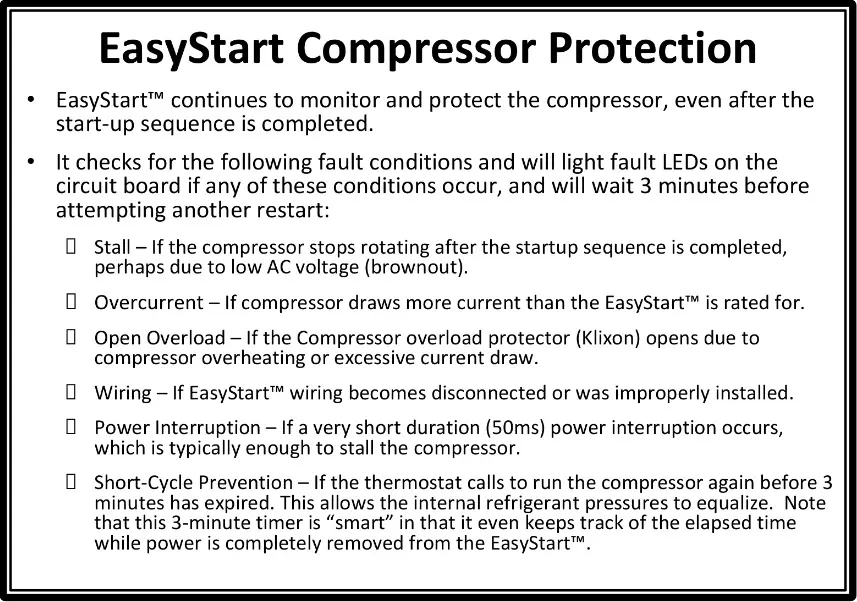 EasyStart Compressor Protection
• EasyStart™ continues to monitor and protect the compressor, even after the
start-up sequence is completed.
• It checks for the following fault conditions and will light fault LEDs on the
circuit board if any of these conditions occur, and will wait 3 minutes before
attempting another restart:
▯ Stall – If the compressor stops rotating after the startup sequence is completed,
perhaps due to low AC voltage (brownout).
▯ Overcurrent – If compressor draws more current than the EasyStart™ is rated for.
▯ Open Overload – If the Compressor overload protector (Klixon) opens due to
compressor overheating or excessive current draw.
▯ Wiring – If EasyStart™ wiring becomes disconnected or was improperly installed.
▯ Power Interruption – If a very short duration (50ms) power interruption occurs,
which is typically enough to stall the compressor.
▯ Short-Cycle Prevention – If the thermostat calls to run the compressor again before 3
minutes has expired. This allows the internal refrigerant pressures to equalize.  Note
that this 3-minute timer is “smart” in that it even keeps track of the elapsed time
while power is completely removed from the EasyStart™.